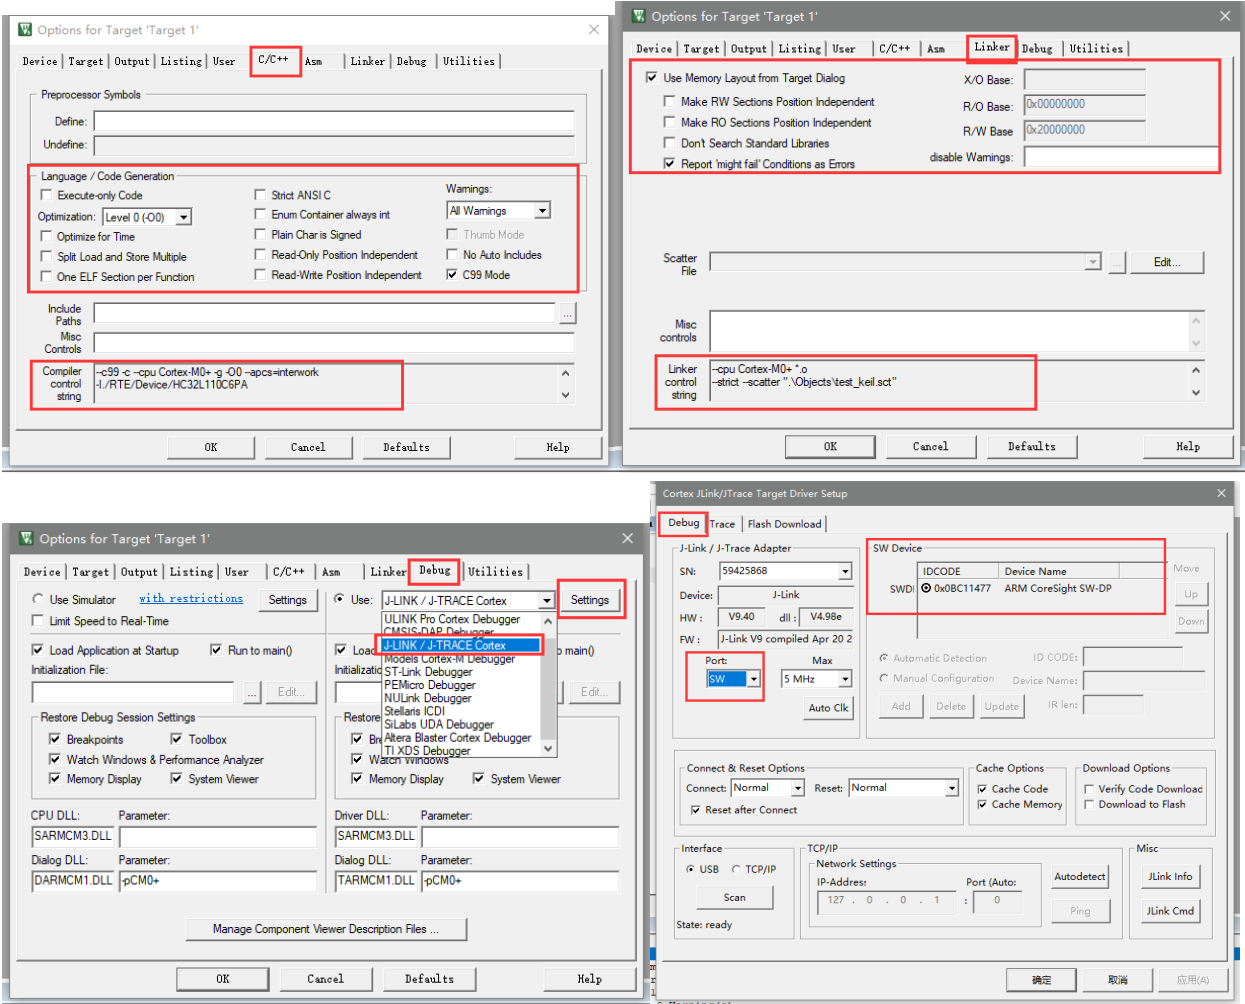 Options for Target 'Target 1'
Device Target Output Listing User C/C++ Asm Linker Debug Utilities
Preprocessor Symbols
Define:
Undefine:
Language / Code Generation
Execute-only Code
Strict ANSI C
Warnings:
Optimization: Level 0 (-O0)
Enum Container always int
All Warnings
Optimize for Time
Plain Char is Signed
Thumb Mode
Split Load and Store Multiple
Read-Only Position Independent
No Auto Includes
One ELF Section per Function
Read-Write Position Independent
C99 Mode
Include
Paths
...
Misc
Controls
Compiler
control
string
--c99 -c --cpu Cortex-M0+ -g -O0 --apcs=interwork
-I./RTE/Device/HC32L110C6PA
OK Cancel Defaults Help
Options for Target 'Target 1'
Device Target Output Listing User C/C++ Asm Linker Debug Utilities
Use Memory Layout from Target Dialog
X/O Base:
Make RW Sections Position Independent
R/O Base: 0x00000000
Make RO Sections Position Independent
R/W Base 0x20000000
Don't Search Standard Libraries
disable Warnings:
Report 'might fail' Conditions as Errors
Scatter
File
... Edit...
Misc
controls
Linker
control
string
--cpu Cortex-M0+ *.o
--strict --scatter ".\Objects\test_keil.sct"
OK Cancel Defaults Help
Options for Target 'Target 1'
Device Target Output Listing User C/C++ Asm Linker Debug Utilities
Use Simulator with restrictions Settings
Use: J-LINK / J-TRACE Cortex Settings
Limit Speed to Real-Time
ULINK Pro Cortex Debugger
CMSIS-DAP Debugger
J-LINK / J-TRACE Cortex
Models Cortex-M Debugger
ST-Link Debugger
PEMicro Debugger
NULink Debugger
Stellaris ICDI
SiLabs UDA Debugger
Altera Blaster Cortex Debugger
TI XDS Debugger
Load Application at Startup Run to main()
Loa o main()
Initialization File:
Initializati
... Edit...
Edit...
Restore Debug Session Settings
Restore
Breakpoints Toolbox
Bre
Watch Windows & Performance Analyzer
Watch Windows
Memory Display System Viewer
Memory Display System Viewer
CPU DLL: Parameter:
Driver DLL: Parameter:
SARMCM3.DLL
SARMCM3.DLL
Dialog DLL: Parameter:
Dialog DLL: Parameter:
DARMCM1.DLL -pCM0+
TARMCM1.DLL -pCM0+
Manage Component Viewer Description Files ...
OK Cancel Defaults Help
Cortex JLink/JTrace Target Driver Setup
Debug Trace Flash Download
J-Link / J-Trace Adapter
SN: 59425868
Device: J-Link
HW : V9.40 dll : V4.98e
FW : J-Link V9 compiled Apr 20 2
Port: Max
SW 5 MHz
Auto Clk
SW Device
IDCODE Device Name Move
SWDI 0x0BC11477 ARM CoreSight SW-DP
Up
Down
Automatic Detection ID CODE:
Manual Configuration Device Name:
Add Delete Update IR len:
Connect & Reset Options
Connect: Normal Reset: Normal
Reset after Connect
Cache Options
Cache Code
Cache Memory
Download Options
Verify Code Download
Download to Flash
Interface
USB TCP/IP
Scan
State: ready
TCP/IP
Network Settings
IP-Address: Port (Auto:
127 . 0 . 0 . 1 : 0
Autodetect
Ping
Misc
JLink Info
JLink Cmd
确定 取消 应用(A)